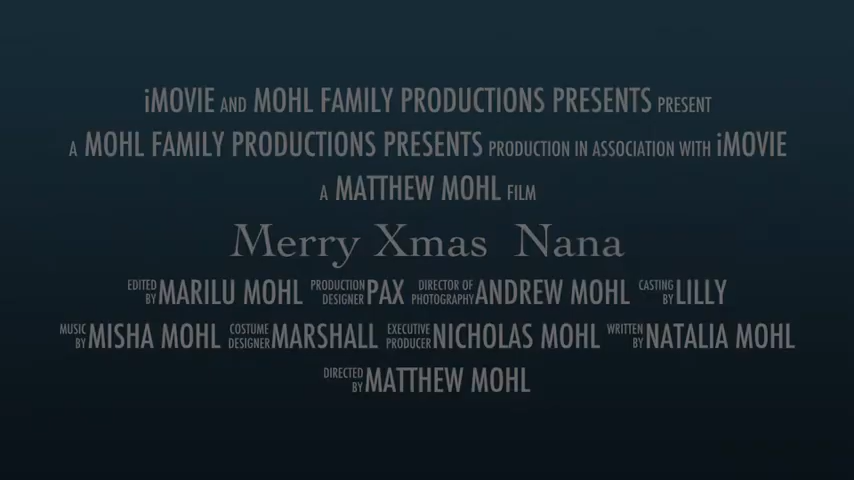 iMOVIE AND MOHL FAMILY PRODUCTIONS PRESENTS PRESENT
A MOHL FAMILY PRODUCTIONS PRESENTS PRODUCTION IN ASSOCIATION WITH iMOVIE
A MATTHEW MOHL FILM
Merry Xmas Nana
EDITED BY MARILU MOHL PRODUCTION DESIGNER PAX DIRECTOR OF PHOTOGRAPHY ANDREW MOHL CASTING BY LILLY
MUSIC BY MISHA MOHL COSTUME DESIGNER MARSHALL EXECUTIVE PRODUCER NICHOLAS MOHL WRITTEN BY NATALIA MOHL
DIRECTED BY MATTHEW MOHL